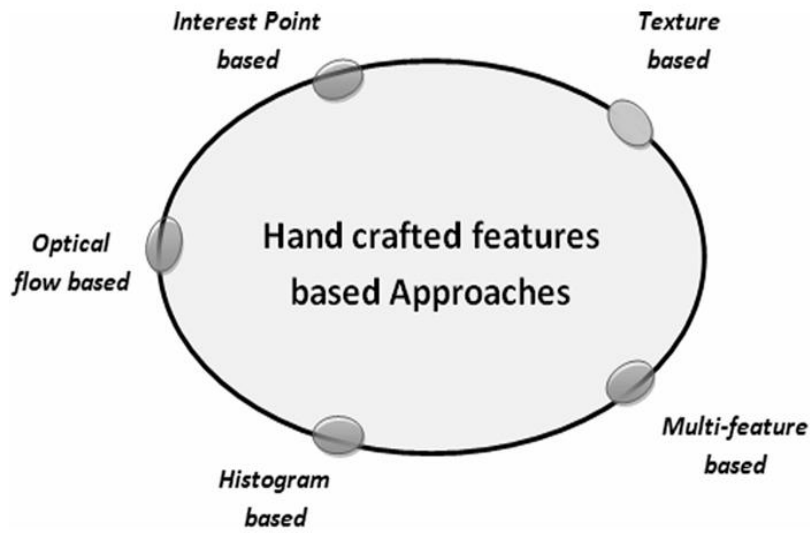 Interest Point
based
Texture
based
Optical
flow based
Hand crafted features
based Approaches
Multi-feature
based
Histogram
based